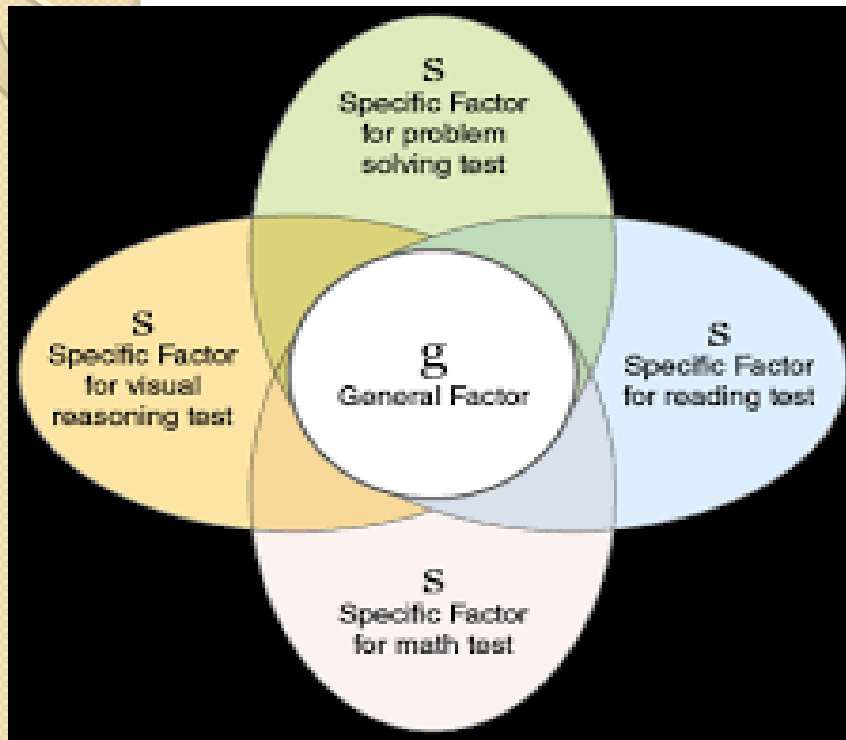 s
Specific Factor
for problem
solving test
s
Specific Factor
for visual
reasoning test
g
General Factor
s
Specific Factor
for reading test
s
Specific Factor
for math test